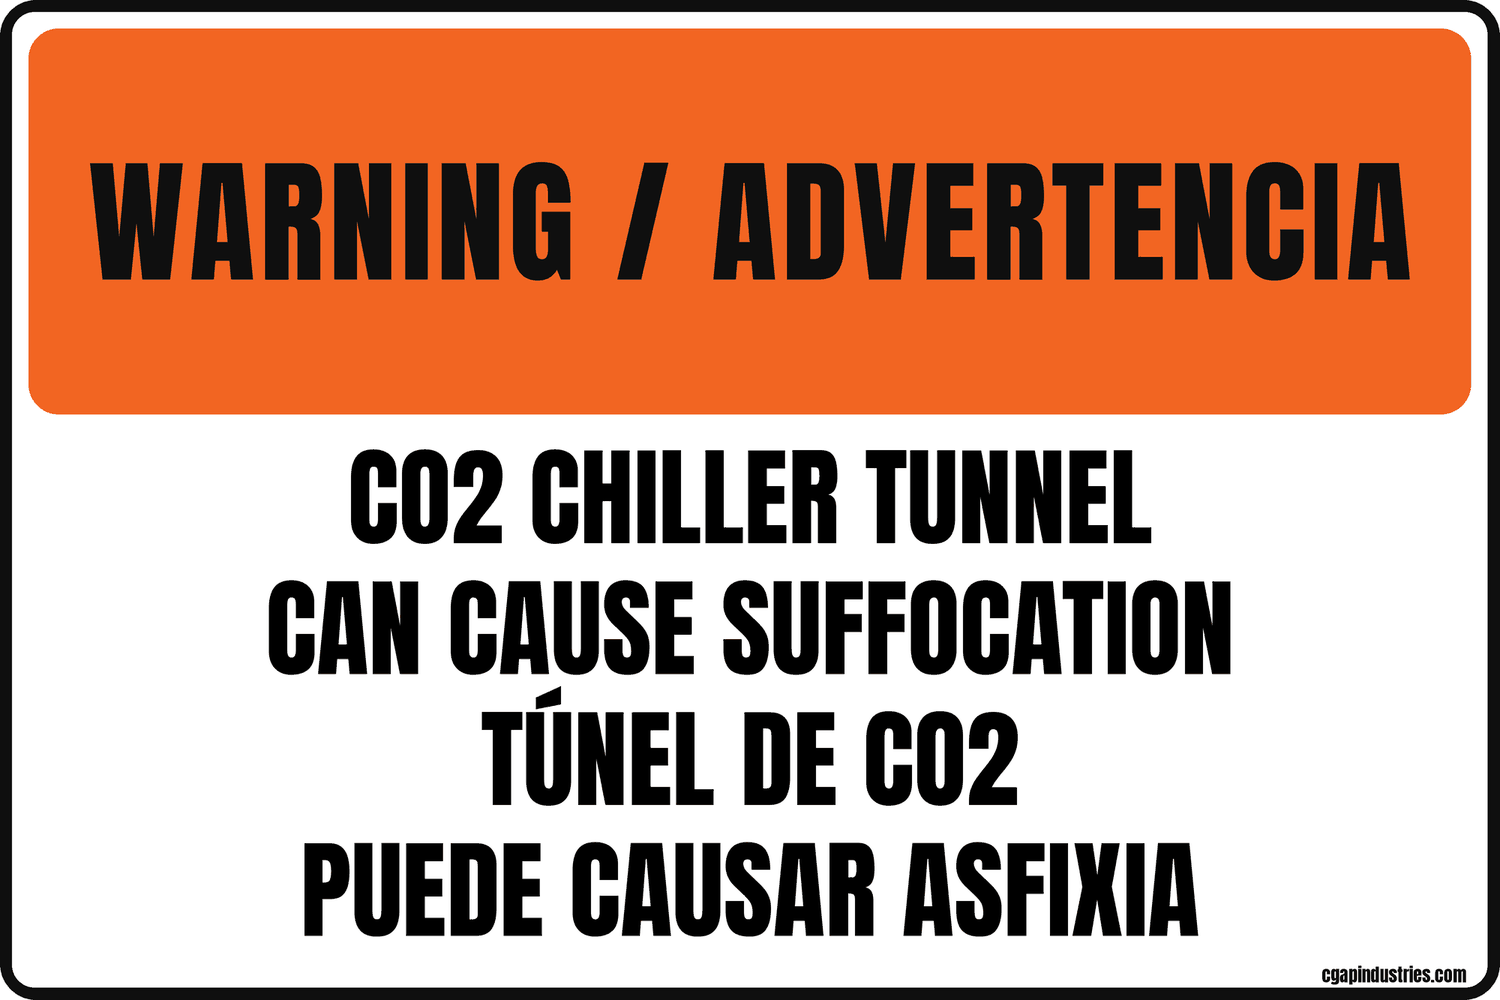 WARNING / ADVERTENCIA
CO2 CHILLER TUNNEL
CAN CAUSE SUFFOCATION
TÚNEL DE CO2
PUEDE CAUSAR ASFIXIA
cgapindustries.com